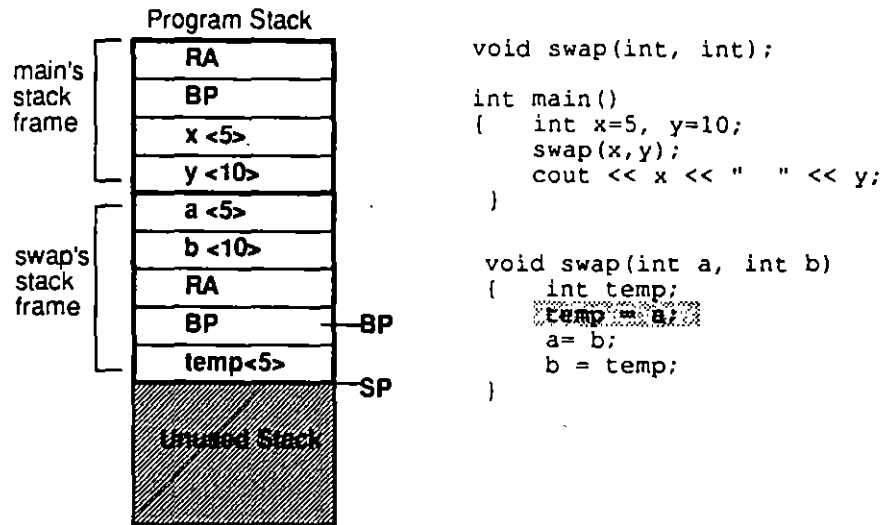 Program Stack
main's
stack
frame
RA
BP
x <5>
y <10>
swap's
stack
frame
a <5>
b <10>
RA
BP
BP
temp<5>
SP
Unused Stack
void swap(int, int);
int main()
{ int x=5, y=10;
swap(x,y);
cout << x << " " << y;
}
void swap(int a, int b)
{ int temp;
temp = a;
a= b;
b = temp;
}